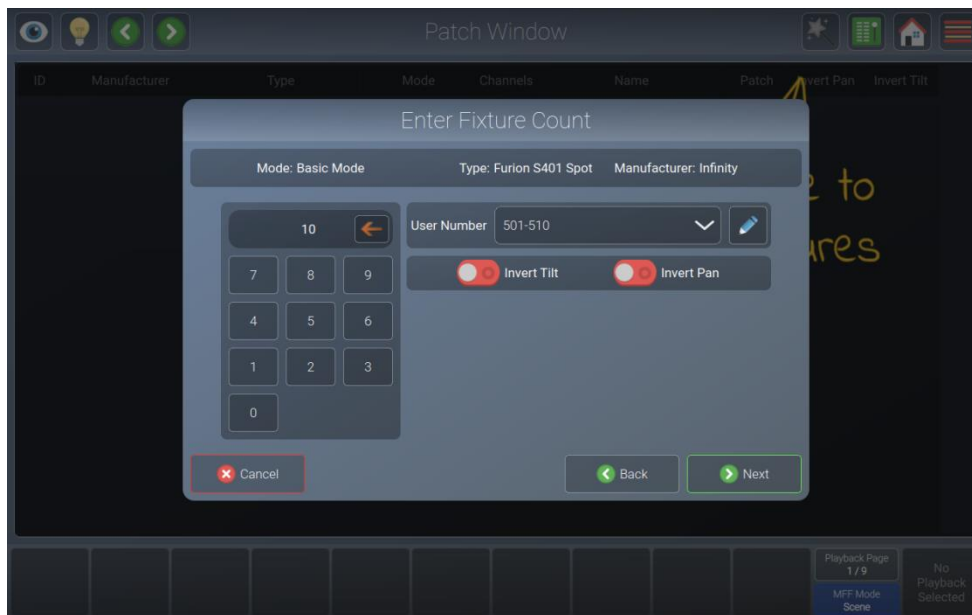 Patch Window
ID Manufacturer Type Mode Channels Name Patch Invert Pan Invert Tilt
Enter Fixture Count
Mode: Basic Mode Type: Furion S401 Spot Manufacturer: Infinity
to
10 User Number 501-510
7 8 9 Invert Tilt Invert Pan
4 5 6
1 2 3
0
Cancel Back Next
Playback Page
1 / 9
MFF Mode
Scene
No
Playback
Selected